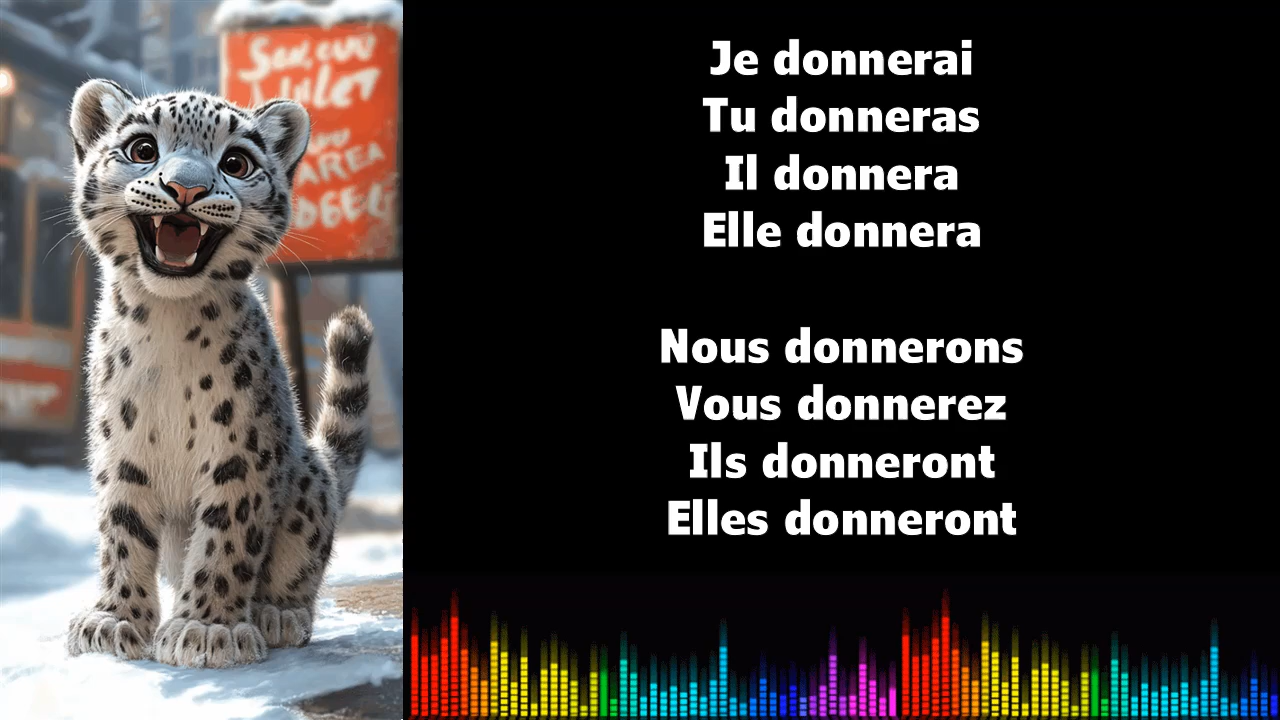 Je donnerai
Tu donneras
Il donnera
Elle donnera
Nous donnerons
Vous donnerez
Ils donneront
Elles donneront